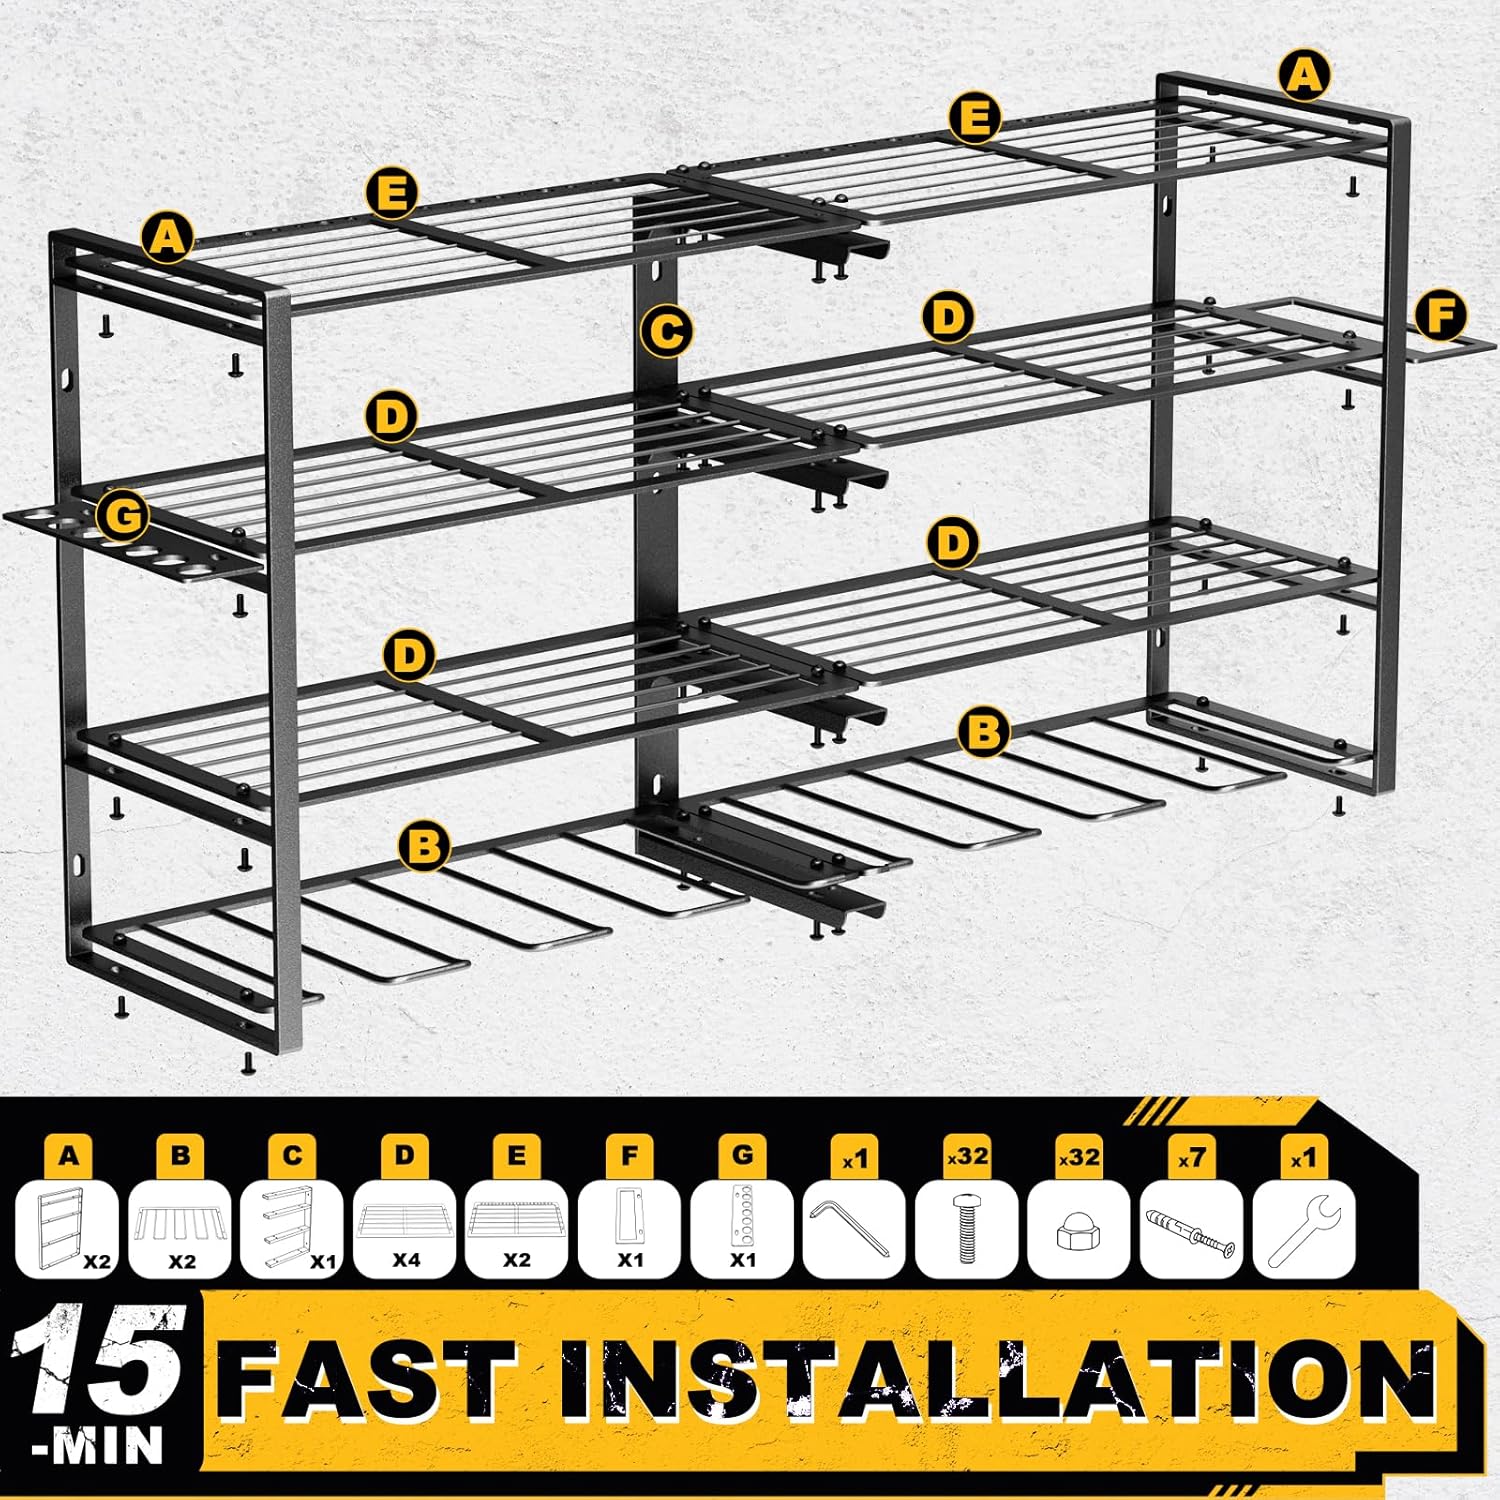 A
E
E
A
F
C
D
D
G
D
D
B
B
A B C D E F G x1 x32 x32 x7 x1
X2 X2 X1 X4 X2 X1 X1
15
-MIN
FAST INSTALLATION